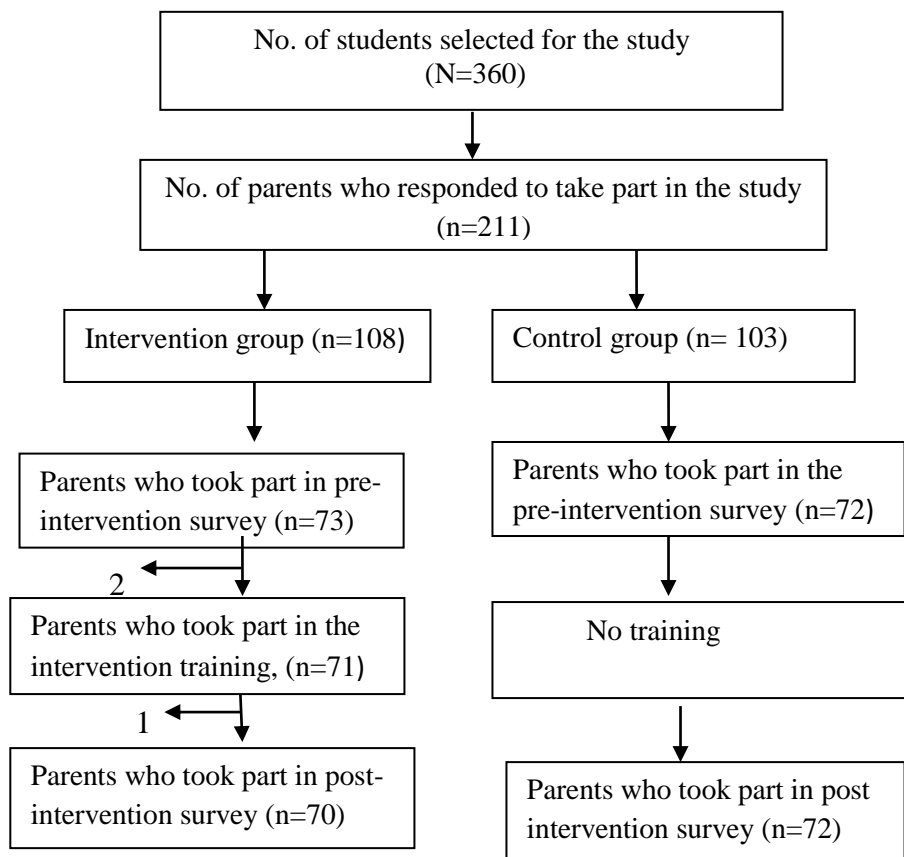 No. of students selected for the study
(N=360)
No. of parents who responded to take part in the study
(n=211)
Intervention group (n=108)
Control group (n= 103)
Parents who took part in pre-
intervention survey (n=73)
Parents who took part in the
pre-intervention survey (n=72)
2
Parents who took part in the
intervention training, (n=71)
No training
1
Parents who took part in post-
intervention survey (n=70)
Parents who took part in post
intervention survey (n=72)